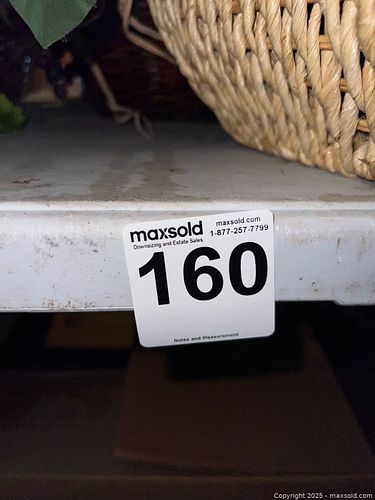 maxsold
Downsizing and Estate Sales
maxsold.com
1-877-257-7799
160
Notes and Measurement
Copyright 2025 - maxsold.com